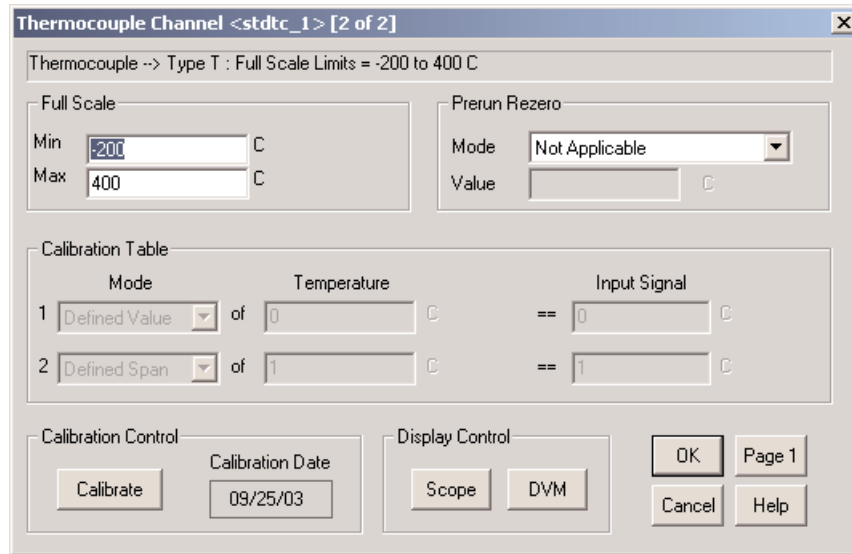 Thermocouple Channel <stdtc_1> [2 of 2]
Thermocouple --> Type T : Full Scale Limits = -200 to 400 C
Full Scale
Min -200 C
Max 400 C
Prerun Rezero
Mode Not Applicable
Value C
Calibration Table
Mode Temperature Input Signal
1 Defined Value of 0 C == 0 C
2 Defined Span of 1 C == 1 C
Calibration Control
Calibrate
Calibration Date
09/25/03
Display Control
Scope DVM
OK Page 1
Cancel Help